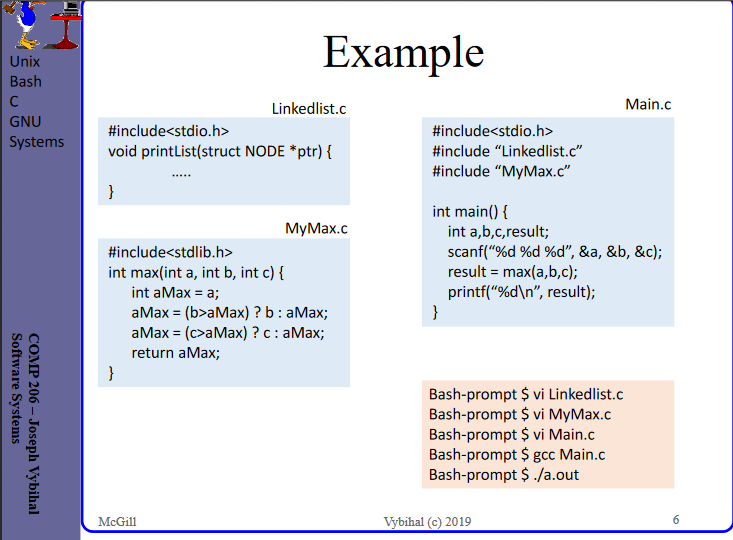 Unix
Bash
C
GNU
Systems
COMP 206 – Joseph Vybihal
Software Systems
Example
Linkedlist.c
#include<stdio.h>
void printList(struct NODE *ptr) {
.....
}
MyMax.c
#include<stdlib.h>
int max(int a, int b, int c) {
int aMax = a;
aMax = (b>aMax) ? b : aMax;
aMax = (c>aMax) ? c : aMax;
return aMax;
}
Main.c
#include<stdio.h>
#include “Linkedlist.c”
#include “MyMax.c”
int main() {
int a,b,c,result;
scanf(“%d %d %d”, &a, &b, &c);
result = max(a,b,c);
printf(“%d\n”, result);
}
Bash-prompt $ vi Linkedlist.c
Bash-prompt $ vi MyMax.c
Bash-prompt $ vi Main.c
Bash-prompt $ gcc Main.c
Bash-prompt $ ./a.out
McGill
Vybihal (c) 2019
6